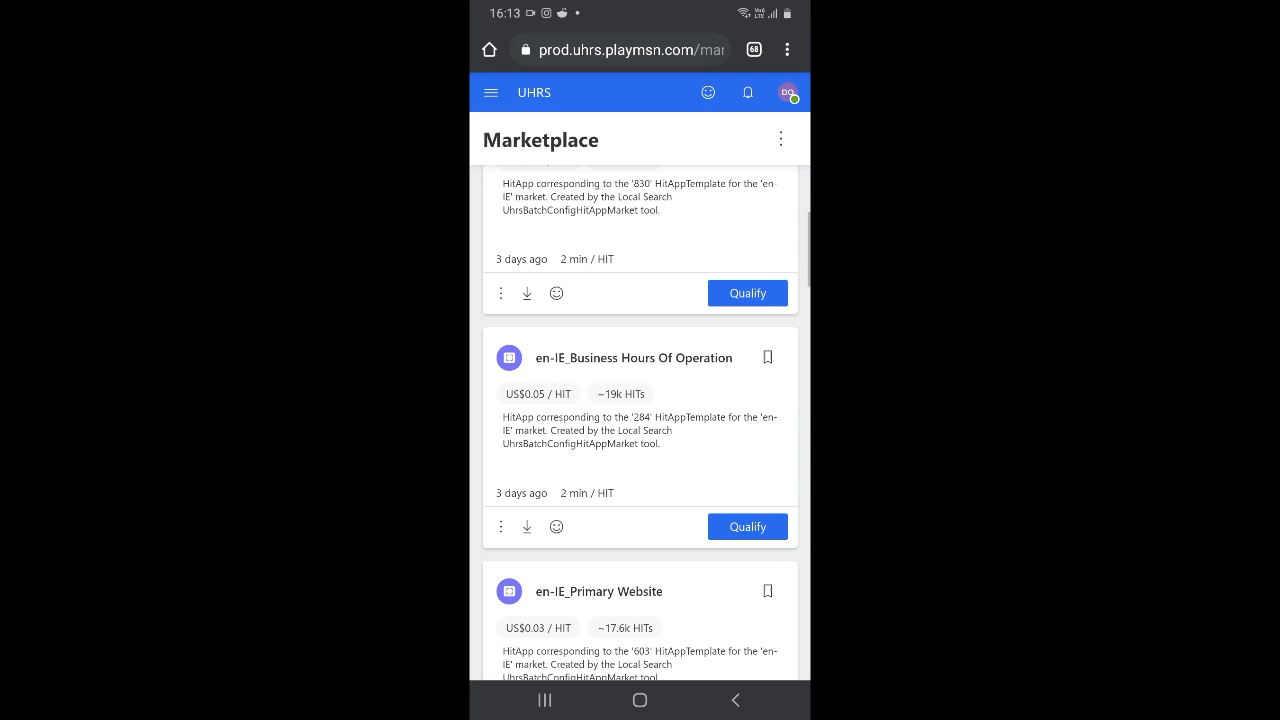 16:13
Vo) LTE
prod.uhrs.playmsn.com/mar
68
UHRS
DO
Marketplace
HitApp corresponding to the '830' HitAppTemplate for the 'en-
IE' market. Created by the Local Search
UhrsBatchConfigHitAppMarket tool.
3 days ago 2 min / HIT
Qualify
en-IE_Business Hours Of Operation
US$0.05 / HIT ~19k HITs
HitApp corresponding to the '284' HitAppTemplate for the 'en-
IE' market. Created by the Local Search
UhrsBatchConfigHitAppMarket tool.
3 days ago 2 min / HIT
Qualify
en-IE_Primary Website
US$0.03 / HIT ~17.6k HITs
HitApp corresponding to the '603' HitAppTemplate for the 'en-
IE' market. Created by the Local Search
UhrsBatchConfigHitAppMarket tool.